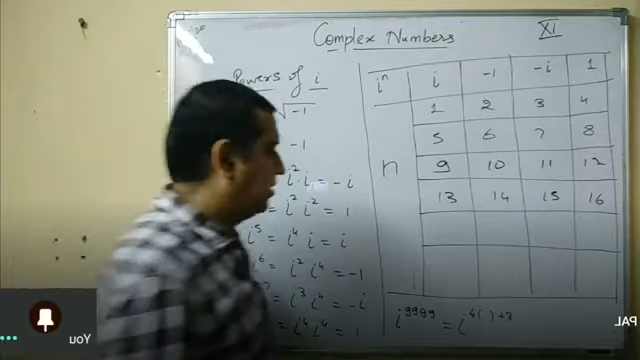 Complex Numbers
XI
Powers of i
√-1
-1
i² i = -i
= i² i² = 1
i⁵ = i⁴ i = i
i⁶ = i² i⁴ = -1
= i³ i⁴ = -i
= i⁴ i⁴ = 1
iⁿ i -1 -i 1
1 2 3 4
5 6 7 8
n 9 10 11 12
13 14 15 16
i⁹⁹⁹⁹ = i⁴⁽ ⁾⁺³
PAL
You